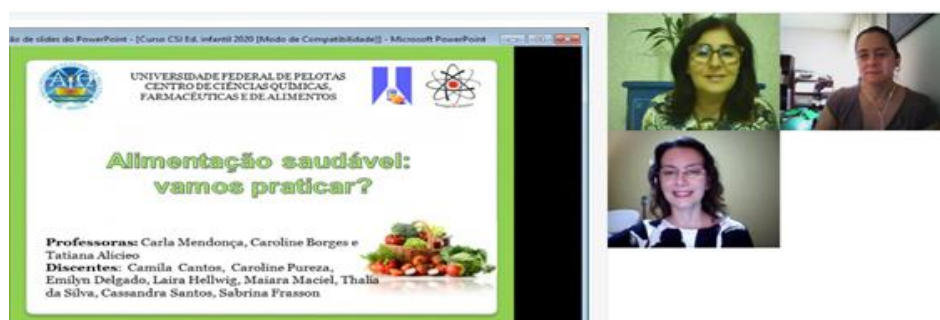 ão de slides do PowerPoint - [Curso CSI Ed. infantil 2020 [Modo de Compatibilidade]] - Microsoft PowerPoint
UNIVERSIDADE FEDERAL DE PELOTAS
CENTRO DE CIÊNCIAS QUÍMICAS,
FARMACÊUTICAS E DE ALIMENTOS
Alimentação saudável:
vamos praticar?
Professoras: Carla Mendonça, Caroline Borges e
Tatiana Alicieo
Discentes: Camila Cantos, Caroline Pureza,
Emilyn Delgado, Laira Hellwig, Maiara Maciel, Thalia
da Silva, Cassandra Santos, Sabrina Frasson